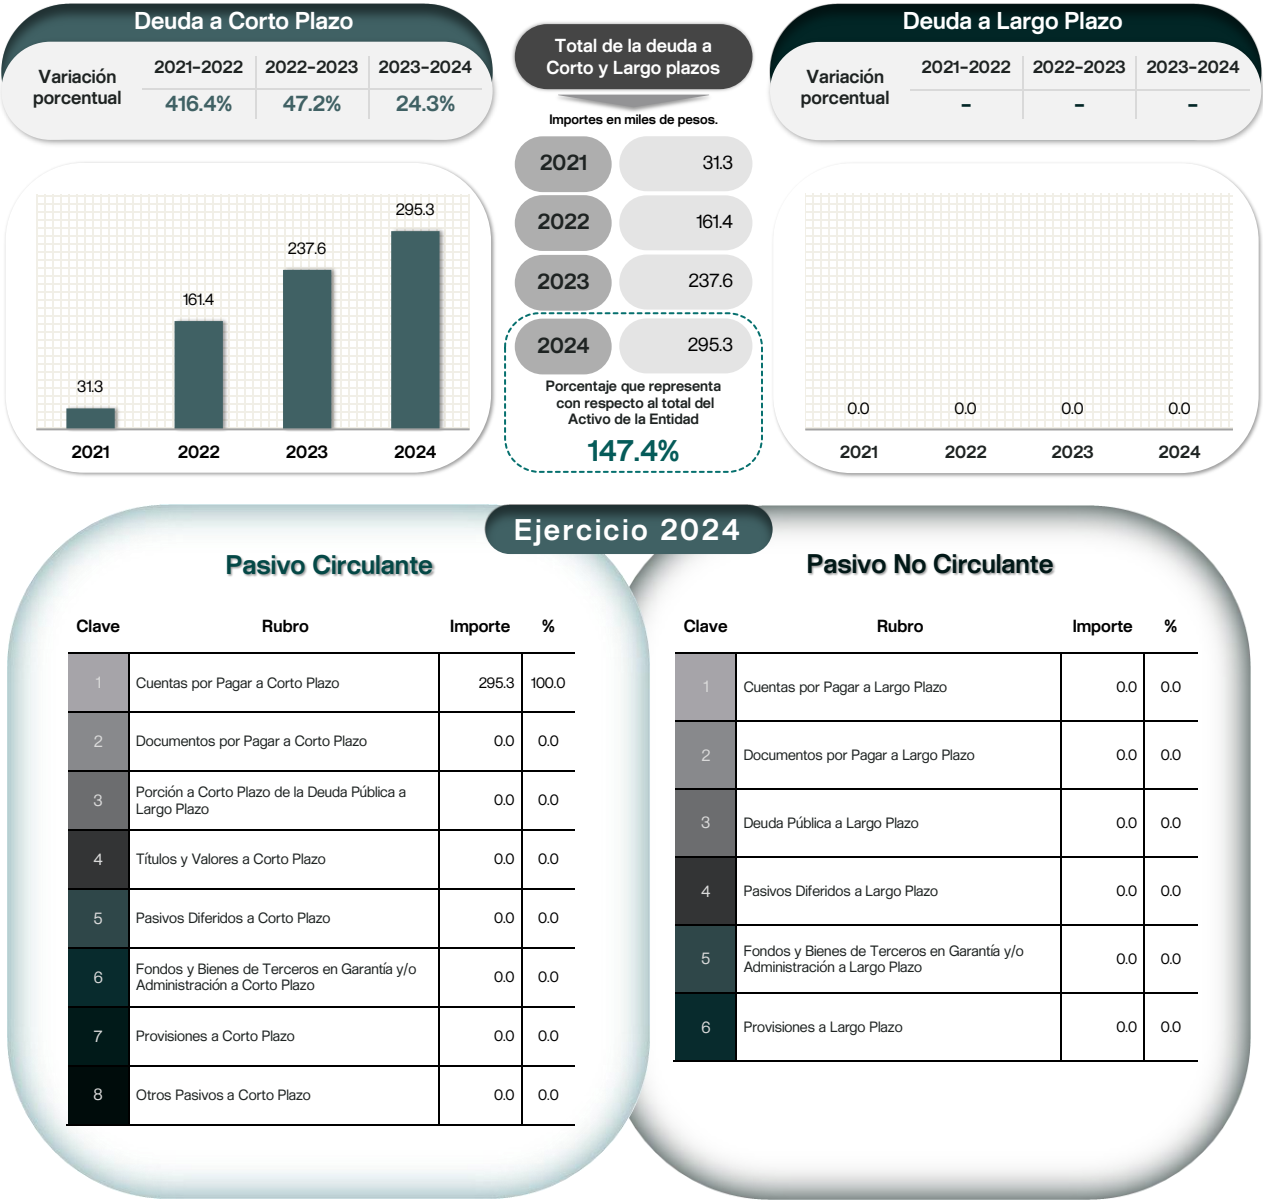 Deuda a Corto Plazo
Variación
porcentual
2021-2022 2022-2023 2023-2024
416.4% 47.2% 24.3%
295.3
237.6
161.4
31.3
2021 2022 2023 2024
Total de la deuda a
Corto y Largo plazos
Importes en miles de pesos.
2021 31.3
2022 161.4
2023 237.6
2024 295.3
Porcentaje que representa
con respecto al total del
Activo de la Entidad
147.4%
Deuda a Largo Plazo
Variación
porcentual
2021-2022 2022-2023 2023-2024
- - -
0.0 0.0 0.0 0.0
2021 2022 2023 2024
Ejercicio 2024
Pasivo Circulante
Clave Rubro Importe %
1 Cuentas por Pagar a Corto Plazo 295.3 100.0
2 Documentos por Pagar a Corto Plazo 0.0 0.0
3 Porción a Corto Plazo de la Deuda Pública a
Largo Plazo 0.0 0.0
4 Títulos y Valores a Corto Plazo 0.0 0.0
5 Pasivos Diferidos a Corto Plazo 0.0 0.0
6 Fondos y Bienes de Terceros en Garantía y/o
Administración a Corto Plazo 0.0 0.0
7 Provisiones a Corto Plazo 0.0 0.0
8 Otros Pasivos a Corto Plazo 0.0 0.0
Pasivo No Circulante
Clave Rubro Importe %
1 Cuentas por Pagar a Largo Plazo 0.0 0.0
2 Documentos por Pagar a Largo Plazo 0.0 0.0
3 Deuda Pública a Largo Plazo 0.0 0.0
4 Pasivos Diferidos a Largo Plazo 0.0 0.0
5 Fondos y Bienes de Terceros en Garantía y/o
Administración a Largo Plazo 0.0 0.0
6 Provisiones a Largo Plazo 0.0 0.0